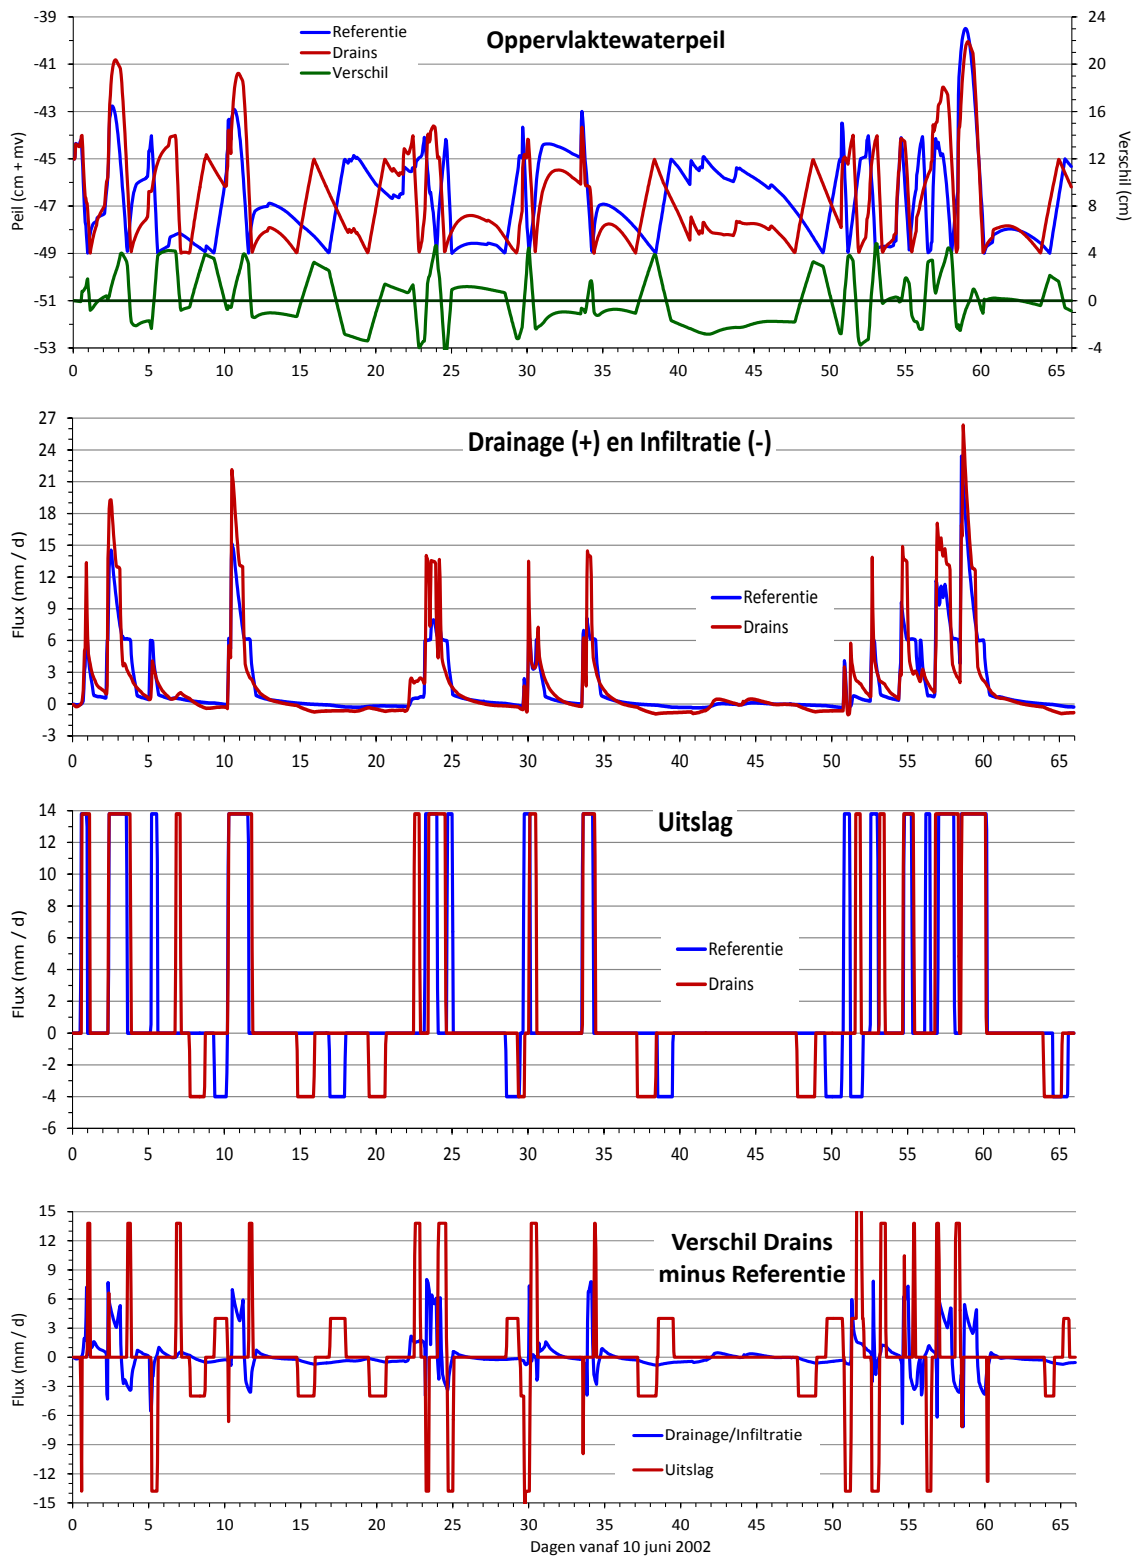 Oppervlaktewaterpeil
Referentie
Drains
Verschil
Peil (cm + mv)
Verschil (cm)
-39
-41
-43
-45
-47
-49
-51
-53
24
20
16
12
8
4
0
-4
0 5 10 15 20 25 30 35 40 45 50 55 60 65
Drainage (+) en Infiltratie (-)
Referentie
Drains
Flux (mm / d)
27
24
21
18
15
12
9
6
3
0
-3
0 5 10 15 20 25 30 35 40 45 50 55 60 65
Uitslag
Referentie
Drains
Flux (mm / d)
14
12
10
8
6
4
2
0
-2
-4
-6
0 5 10 15 20 25 30 35 40 45 50 55 60 65
Verschil Drains
minus Referentie
Drainage/Infiltratie
Uitslag
Flux (mm / d)
15
12
9
6
3
0
-3
-6
-9
-12
-15
0 5 10 15 20 25 30 35 40 45 50 55 60 65
Dagen vanaf 10 juni 2002